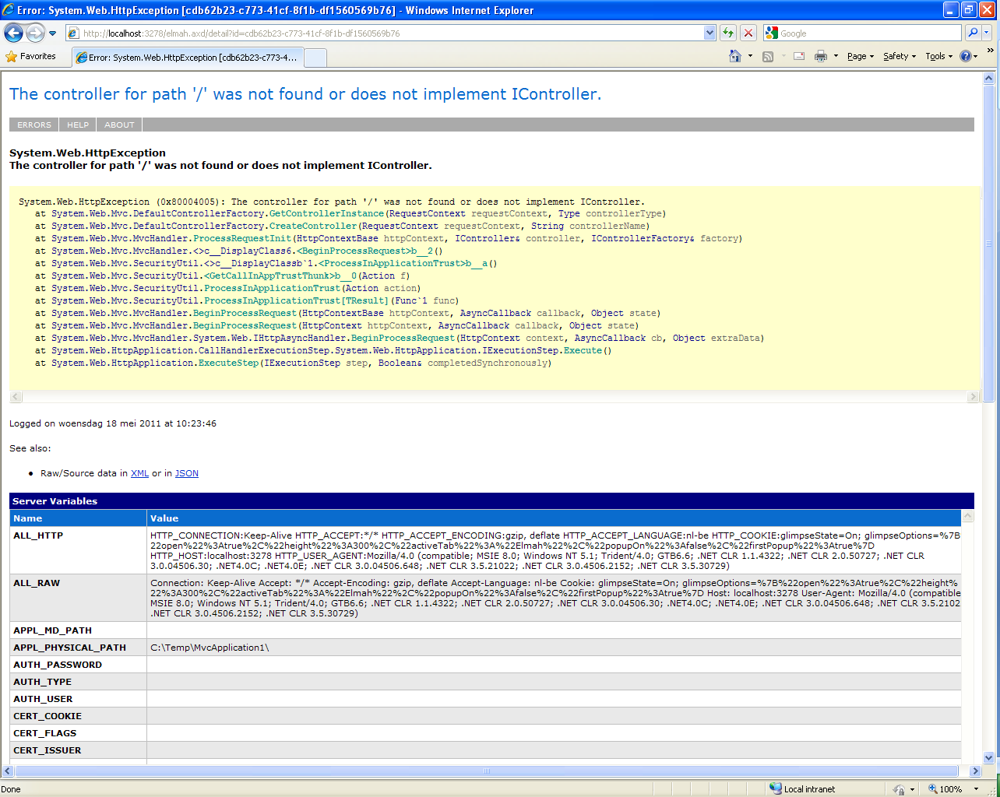 Error: System.Web.HttpException [cdb62b23-c773-41cf-8f1b-df1560569b76] - Windows Internet Explorer
http://localhost:3278/elmah.axd/detail?id=cdb62b23-c773-41cf-8f1b-df1560569b76
Google
Favorites
Error: System.Web.HttpException [cdb62b23-c773-4...
Page
Safety
Tools
»
The controller for path '/' was not found or does not implement IController.
ERRORS
HELP
ABOUT
System.Web.HttpException
The controller for path '/' was not found or does not implement IController.
System.Web.HttpException (0x80004005): The controller for path '/' was not found or does not implement IController.
at System.Web.Mvc.DefaultControllerFactory.GetControllerInstance(RequestContext requestContext, Type controllerType)
at System.Web.Mvc.DefaultControllerFactory.CreateController(RequestContext requestContext, String controllerName)
at System.Web.Mvc.MvcHandler.ProcessRequestInit(HttpContextBase httpContext, IController& controller, IControllerFactory& factory)
at System.Web.Mvc.MvcHandler.<>c__DisplayClass6.<BeginProcessRequest>b__2()
at System.Web.Mvc.SecurityUtil.<>c__DisplayClassb`1.<ProcessInApplicationTrust>b__a()
at System.Web.Mvc.SecurityUtil.<GetCallInAppTrustThunk>b__0(Action f)
at System.Web.Mvc.SecurityUtil.ProcessInApplicationTrust(Action action)
at System.Web.Mvc.SecurityUtil.ProcessInApplicationTrust[TResult](Func`1 func)
at System.Web.Mvc.MvcHandler.BeginProcessRequest(HttpContextBase httpContext, AsyncCallback callback, Object state)
at System.Web.Mvc.MvcHandler.BeginProcessRequest(HttpContext httpContext, AsyncCallback callback, Object state)
at System.Web.Mvc.MvcHandler.System.Web.IHttpAsyncHandler.BeginProcessRequest(HttpContext context, AsyncCallback cb, Object extraData)
at System.Web.HttpApplication.CallHandlerExecutionStep.System.Web.HttpApplication.IExecutionStep.Execute()
at System.Web.HttpApplication.ExecuteStep(IExecutionStep step, Boolean& completedSynchronously)
Logged on woensdag 18 mei 2011 at 10:23:46
See also:
• Raw/Source data in XML or in JSON
Server Variables
Name Value
ALL_HTTP HTTP_CONNECTION:Keep-Alive HTTP_ACCEPT:*/* HTTP_ACCEPT_ENCODING:gzip, deflate HTTP_ACCEPT_LANGUAGE:nl-be HTTP_COOKIE:glimpseState=On; glimpseOptions=%7B
22open%22%3Atrue%2C%22height%22%3A300%2C%22activeTab%22%3A%22Elmah%22%2C%22popupOn%22%3Afalse%2C%22firstPopup%22%3Atrue%7D
HTTP_HOST:localhost:3278 HTTP_USER_AGENT:Mozilla/4.0 (compatible; MSIE 8.0; Windows NT 5.1; Trident/4.0; GTB6.6; .NET CLR 1.1.4322; .NET CLR 2.0.50727; .NET CLR
3.0.04506.30; .NET4.0C; .NET4.0E; .NET CLR 3.0.04506.648; .NET CLR 3.5.21022; .NET CLR 3.0.4506.2152; .NET CLR 3.5.30729)
ALL_RAW Connection: Keep-Alive Accept: */* Accept-Encoding: gzip, deflate Accept-Language: nl-be Cookie: glimpseState=On; glimpseOptions=%7B%22open%22%3Atrue%2C%22height%
22%3A300%2C%22activeTab%22%3A%22Elmah%22%2C%22popupOn%22%3Afalse%2C%22firstPopup%22%3Atrue%7D Host: localhost:3278 User-Agent: Mozilla/4.0 (compatible
MSIE 8.0; Windows NT 5.1; Trident/4.0; GTB6.6; .NET CLR 1.1.4322; .NET CLR 2.0.50727; .NET CLR 3.0.04506.30; .NET4.0C; .NET4.0E; .NET CLR 3.0.04506.648; .NET CLR 3.5.2102
.NET CLR 3.0.4506.2152; .NET CLR 3.5.30729)
APPL_MD_PATH
APPL_PHYSICAL_PATH C:\Temp\MvcApplication1\
AUTH_PASSWORD
AUTH_TYPE
AUTH_USER
CERT_COOKIE
CERT_FLAGS
CERT_ISSUER
Done
Local intranet
100%